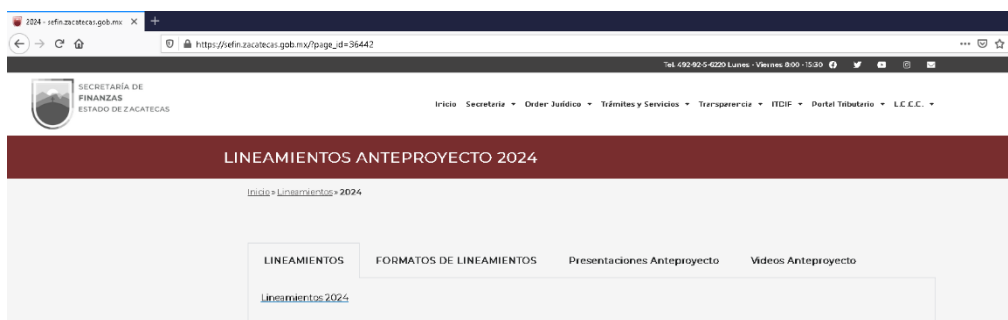 2024 - sefin.zacatecas.gob.mx
https://sefin.zacatecas.gob.mx/?page_id=36442
Tel. 492-92-5-6220 Lunes - Viernes 8:00 - 15:30
SECRETARÍA DE
FINANZAS
ESTADO DE ZACATECAS
Inicio Secretaría Orden Jurídico Trámites y Servicios Transparencia ITDIF Portal Tributario L.C.C.C.
LINEAMIENTOS ANTEPROYECTO 2024
Inicio » Lineamientos » 2024
LINEAMIENTOS FORMATOS DE LINEAMIENTOS Presentaciones Anteproyecto Videos Anteproyecto
Lineamientos 2024